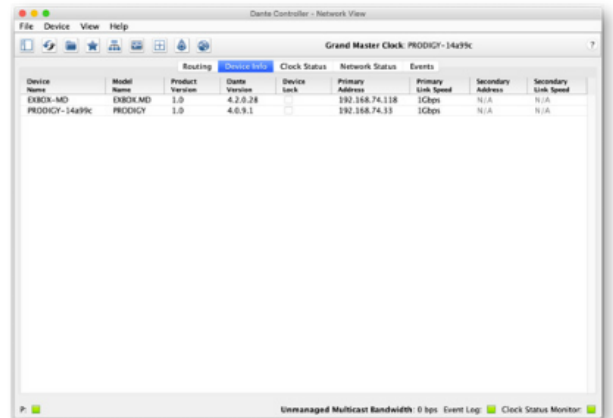 Dante Controller - Network View
File Device View Help
Grand Master Clock: PRODIGY-14a99c ?
Routing Device Info Clock Status Network Status Events
Device Name Model Name Product Version Dante Version Device Lock Primary Address Primary Link Speed Secondary Address Secondary Link Speed
EXBOX-MD EXBOX.MD 1.0 4.2.0.28 192.168.74.118 1Gbps N/A N/A
PRODIGY-14a99c PRODIGY 1.0 4.0.9.1 192.168.74.33 1Gbps N/A N/A
P: Unmanaged Multicast Bandwidth: 0 bps Event Log: Clock Status Monitor: